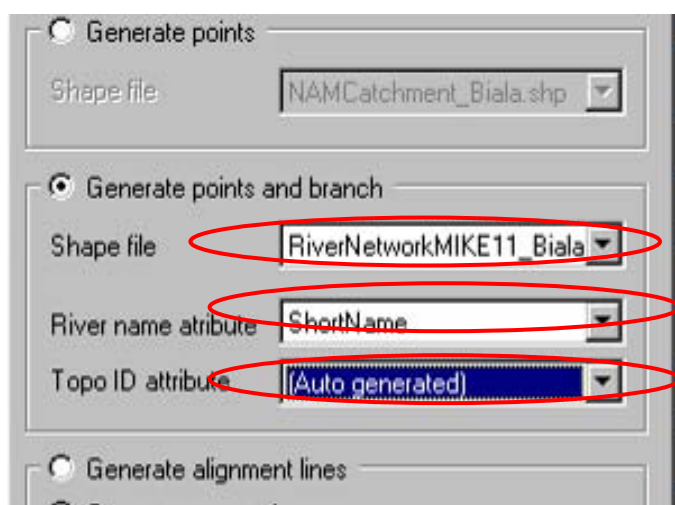 Generate points
Shape file NAMCatchment_Biala.shp
Generate points and branch
Shape file RiverNetworkMIKE11_Biala
River name atribute ShortName
Topo ID attribute (Auto generated)
Generate alignment lines